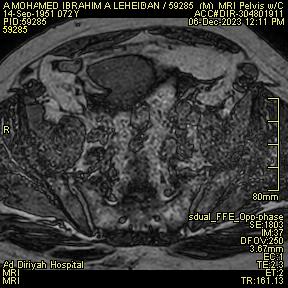 A MOHAMED IBRAHIM A LEHEIDAN / 59285 (M) MRI Pelvis w/C
14-Sep-1951 072Y
ACC#DIR-304801911
PID:59285
06-Dec-2023 12:11 PM
59285
R
80mm
sdual_FFE_Opp-phase
SE:1803
IM:37
DFOV:250
3.67mm
EC:1
Ad Diriyah Hospital
TE:2.3
MRI
ET:2
MRI
TR:161.13